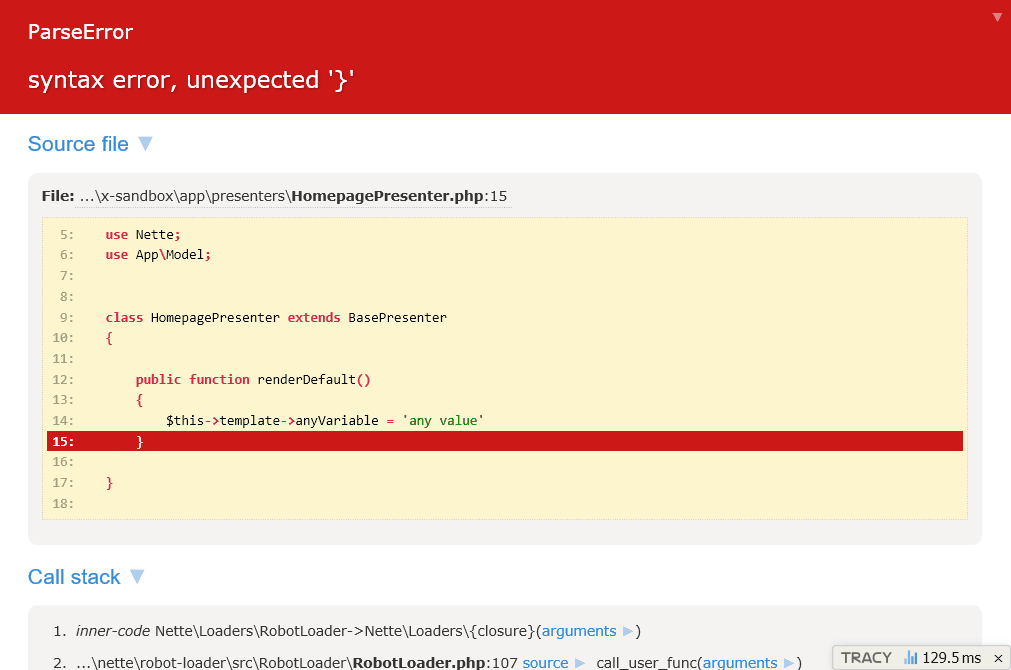 ParseError
syntax error, unexpected '}'
Source file ▼
File: ...\x-sandbox\app\presenters\HomepagePresenter.php:15
5: use Nette;
6: use App\Model;
7:
8:
9: class HomepagePresenter extends BasePresenter
10: {
11:
12: public function renderDefault()
13: {
14: $this->template->anyVariable = 'any value'
15: }
16:
17: }
18:
Call stack ▼
1. inner-code Nette\Loaders\RobotLoader->Nette\Loaders\{closure}(arguments ►)
2. ...\nette\robot-loader\src\RobotLoader\RobotLoader.php:107 source ► call_user_func(arguments ►)
TRACY 129.5 ms ×